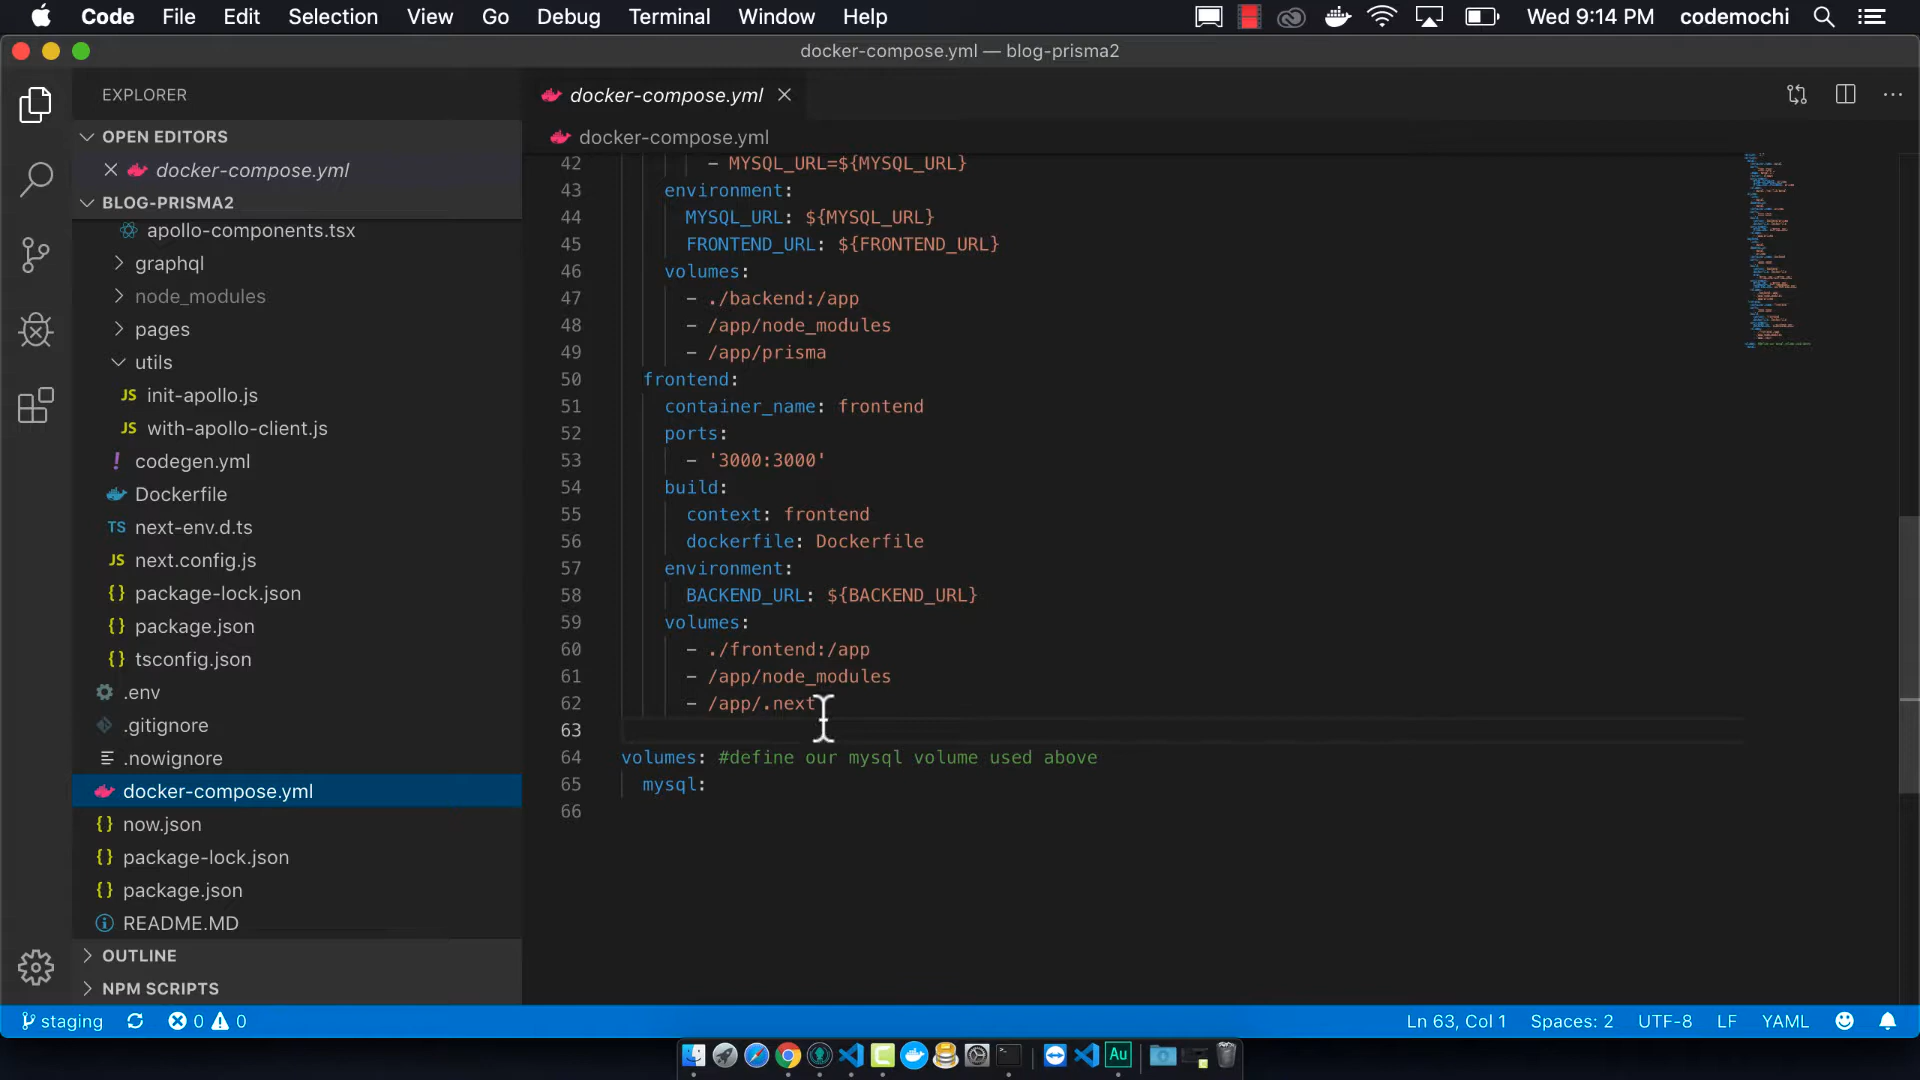 Code File Edit Selection View Go Debug Terminal Window Help Wed 9:14 PM codemochi
docker-compose.yml — blog-prisma2
EXPLORER
OPEN EDITORS
docker-compose.yml
BLOG-PRISMA2
apollo-components.tsx
graphql
node_modules
pages
utils
JS init-apollo.js
JS with-apollo-client.js
! codegen.yml
Dockerfile
TS next-env.d.ts
JS next.config.js
{} package-lock.json
{} package.json
{} tsconfig.json
.env
.gitignore
.nowignore
docker-compose.yml
{} now.json
{} package-lock.json
{} package.json
README.MD
OUTLINE
NPM SCRIPTS
docker-compose.yml
docker-compose.yml
42 - MYSQL_URL=${MYSQL_URL}
43 environment:
44 MYSQL_URL: ${MYSQL_URL}
45 FRONTEND_URL: ${FRONTEND_URL}
46 volumes:
47 - ./backend:/app
48 - /app/node_modules
49 - /app/prisma
50 frontend:
51 container_name: frontend
52 ports:
53 - '3000:3000'
54 build:
55 context: frontend
56 dockerfile: Dockerfile
57 environment:
58 BACKEND_URL: ${BACKEND_URL}
59 volumes:
60 - ./frontend:/app
61 - /app/node_modules
62 - /app/.next
63
64 volumes: #define our mysql volume used above
65 mysql:
66
staging 0 0 Ln 63, Col 1 Spaces: 2 UTF-8 LF YAML
Au